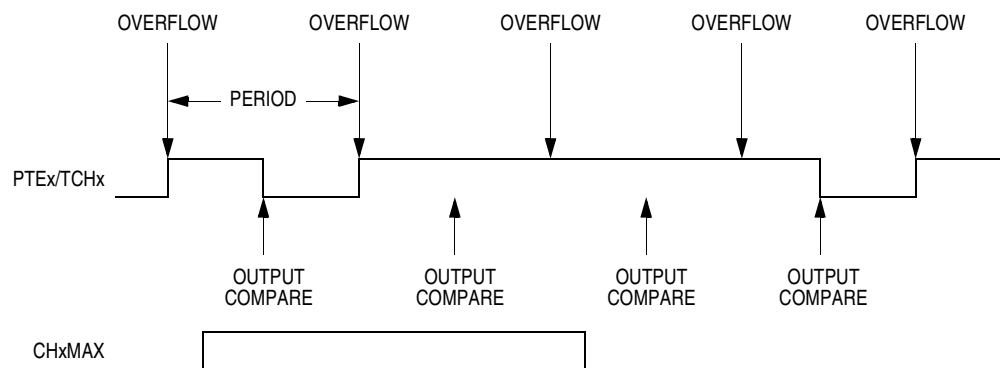 OVERFLOW OVERFLOW OVERFLOW OVERFLOW OVERFLOW
PERIOD
PTEx/TCHx
OUTPUT COMPARE
OUTPUT COMPARE
OUTPUT COMPARE
OUTPUT COMPARE
CHxMAX